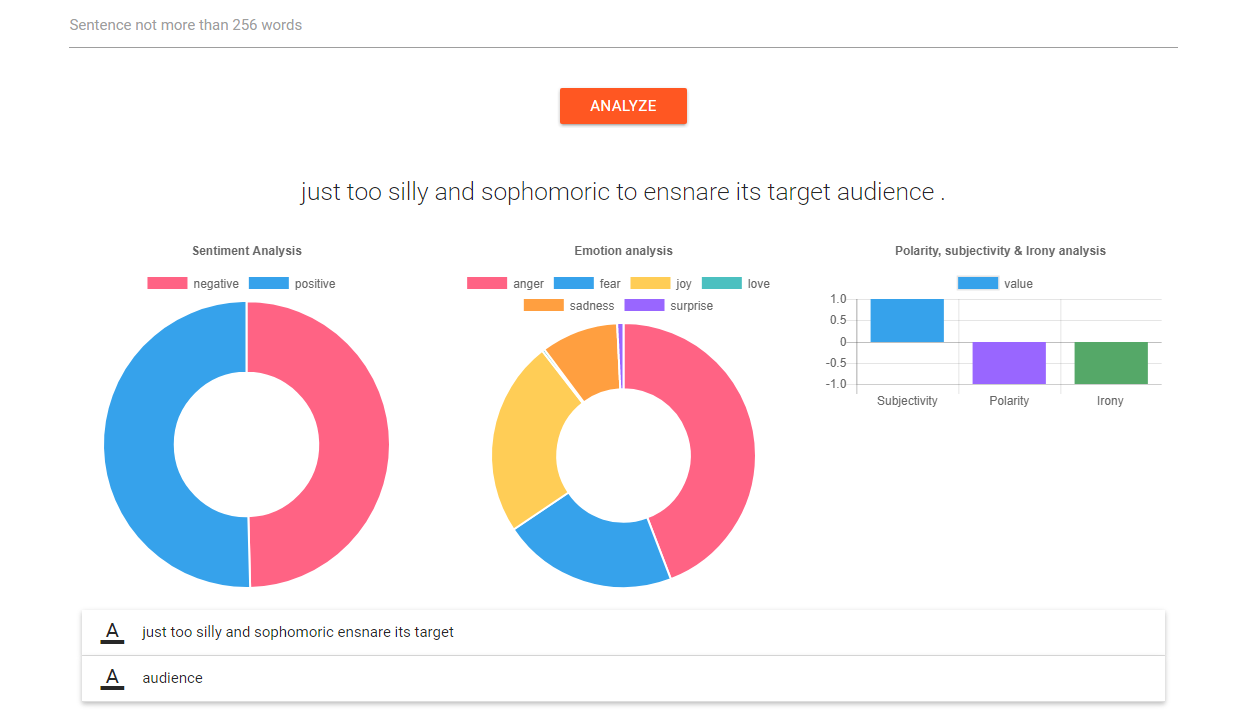 Sentence not more than 256 words
ANALYZE
just too silly and sophomoric to ensnare its target audience .
Sentiment Analysis
negative positive
Emotion analysis
anger fear joy love
sadness surprise
Polarity, subjectivity & Irony analysis
value
1.0
0.5
0
-0.5
-1.0
Subjectivity Polarity Irony
A just too silly and sophomoric ensnare its target
A audience